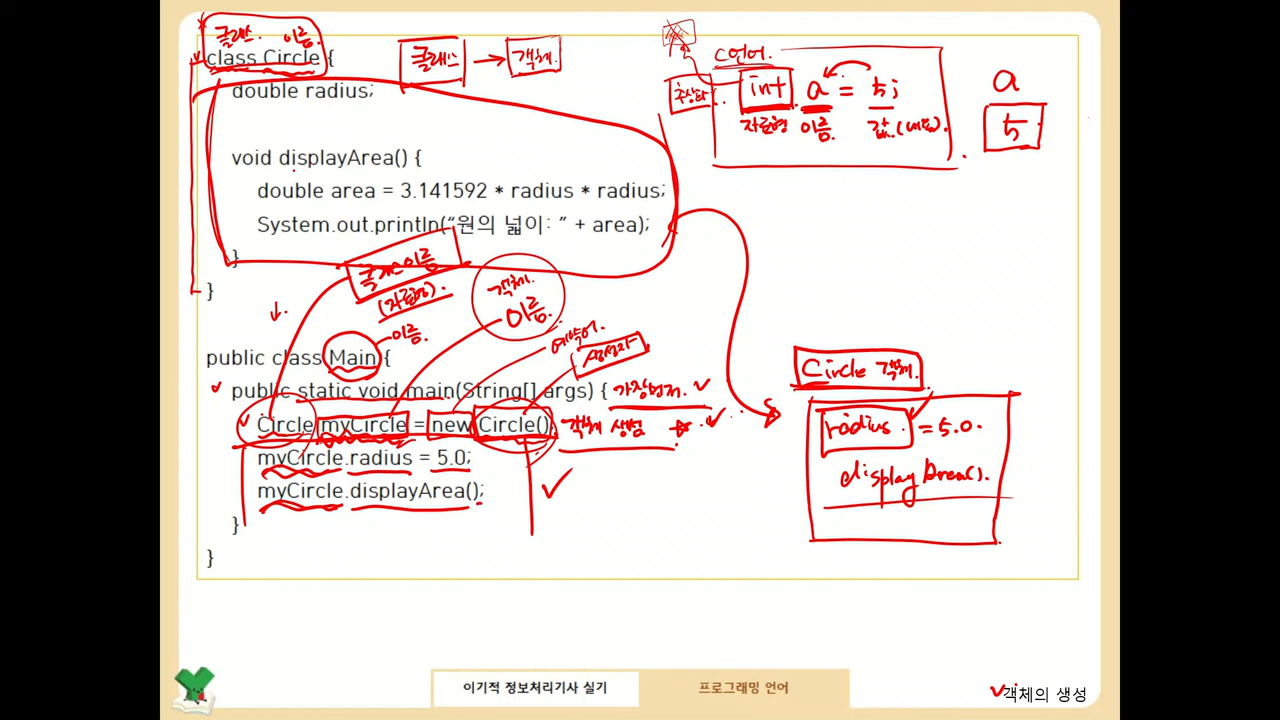 클래스 이름.
class Circle {
클래스 → 객체.
double radius;
void displayArea() {
double area = 3.141592 * radius * radius;
System.out.println("원의 넓이: " + area);
}
}
C언어.
추상화
int a = 5;
자료형 이름 값.(내용).
a
5
클래스이름
(자료형).
객체.
이름.
이름.
예약어.
생성자
public class Main {
public static void main(String[] args) {
가장먼저.
Circle myCircle = new Circle();
객체 생성
myCircle.radius = 5.0;
myCircle.displayArea();
}
}
Circle 객체.
radius. = 5.0.
displayArea().
이기적 정보처리기사 실기
프로그래밍 언어
객체의 생성